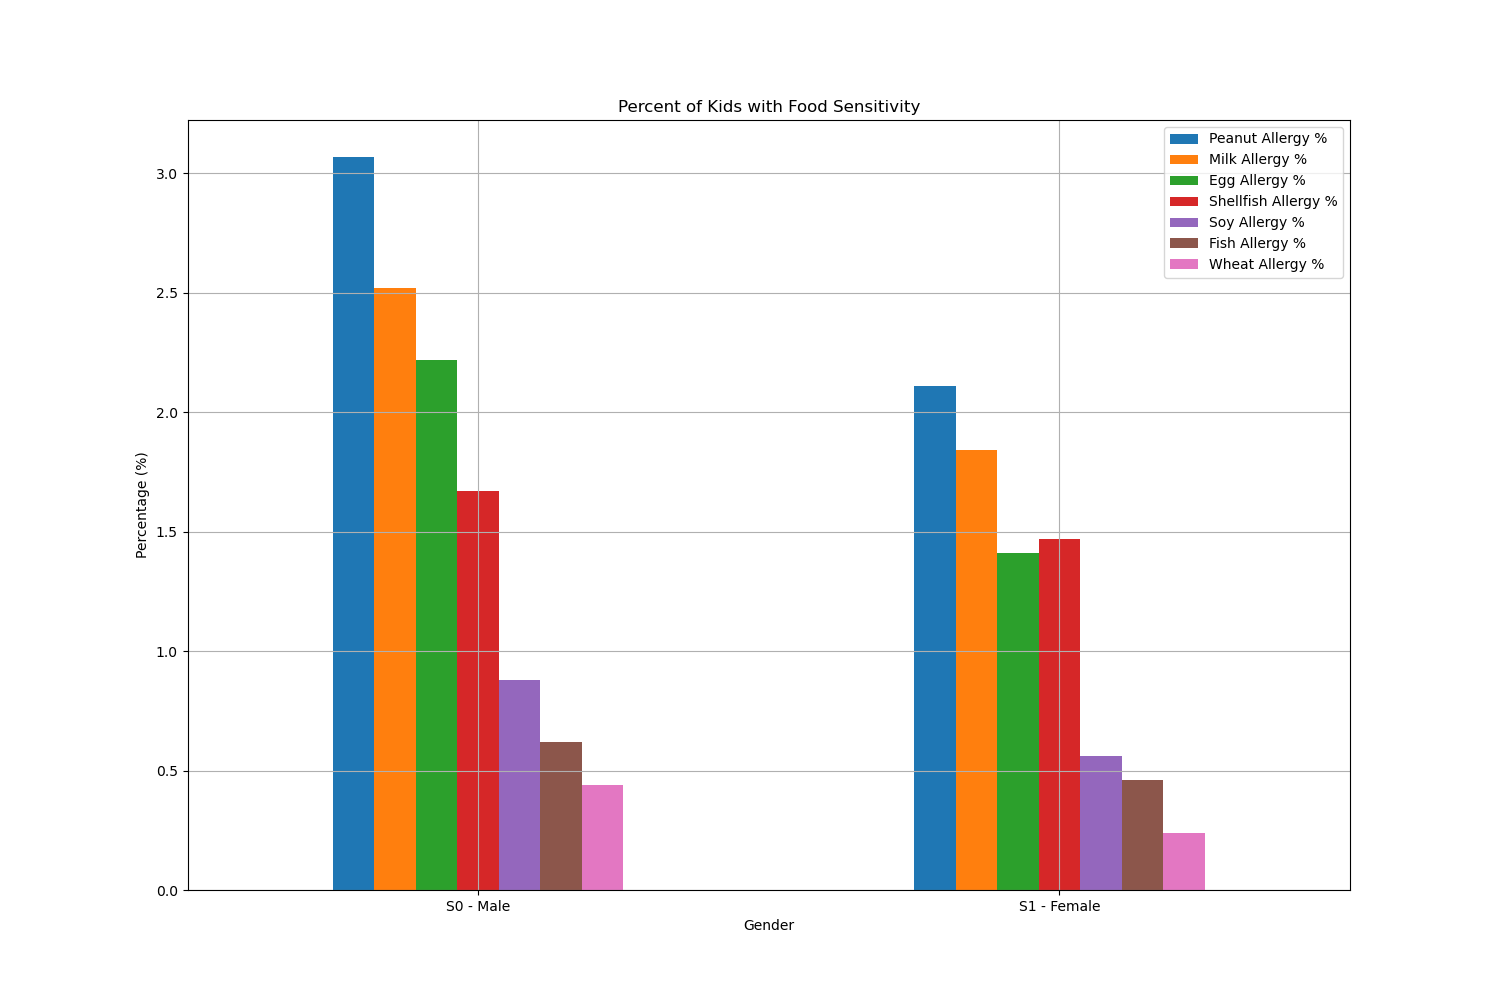 Percent of Kids with Food Sensitivity
Peanut Allergy %
Milk Allergy %
Egg Allergy %
Shellfish Allergy %
Soy Allergy %
Fish Allergy %
Wheat Allergy %
3.0
2.5
2.0
1.5
1.0
0.5
0.0
Percentage (%)
S0 - Male
S1 - Female
Gender